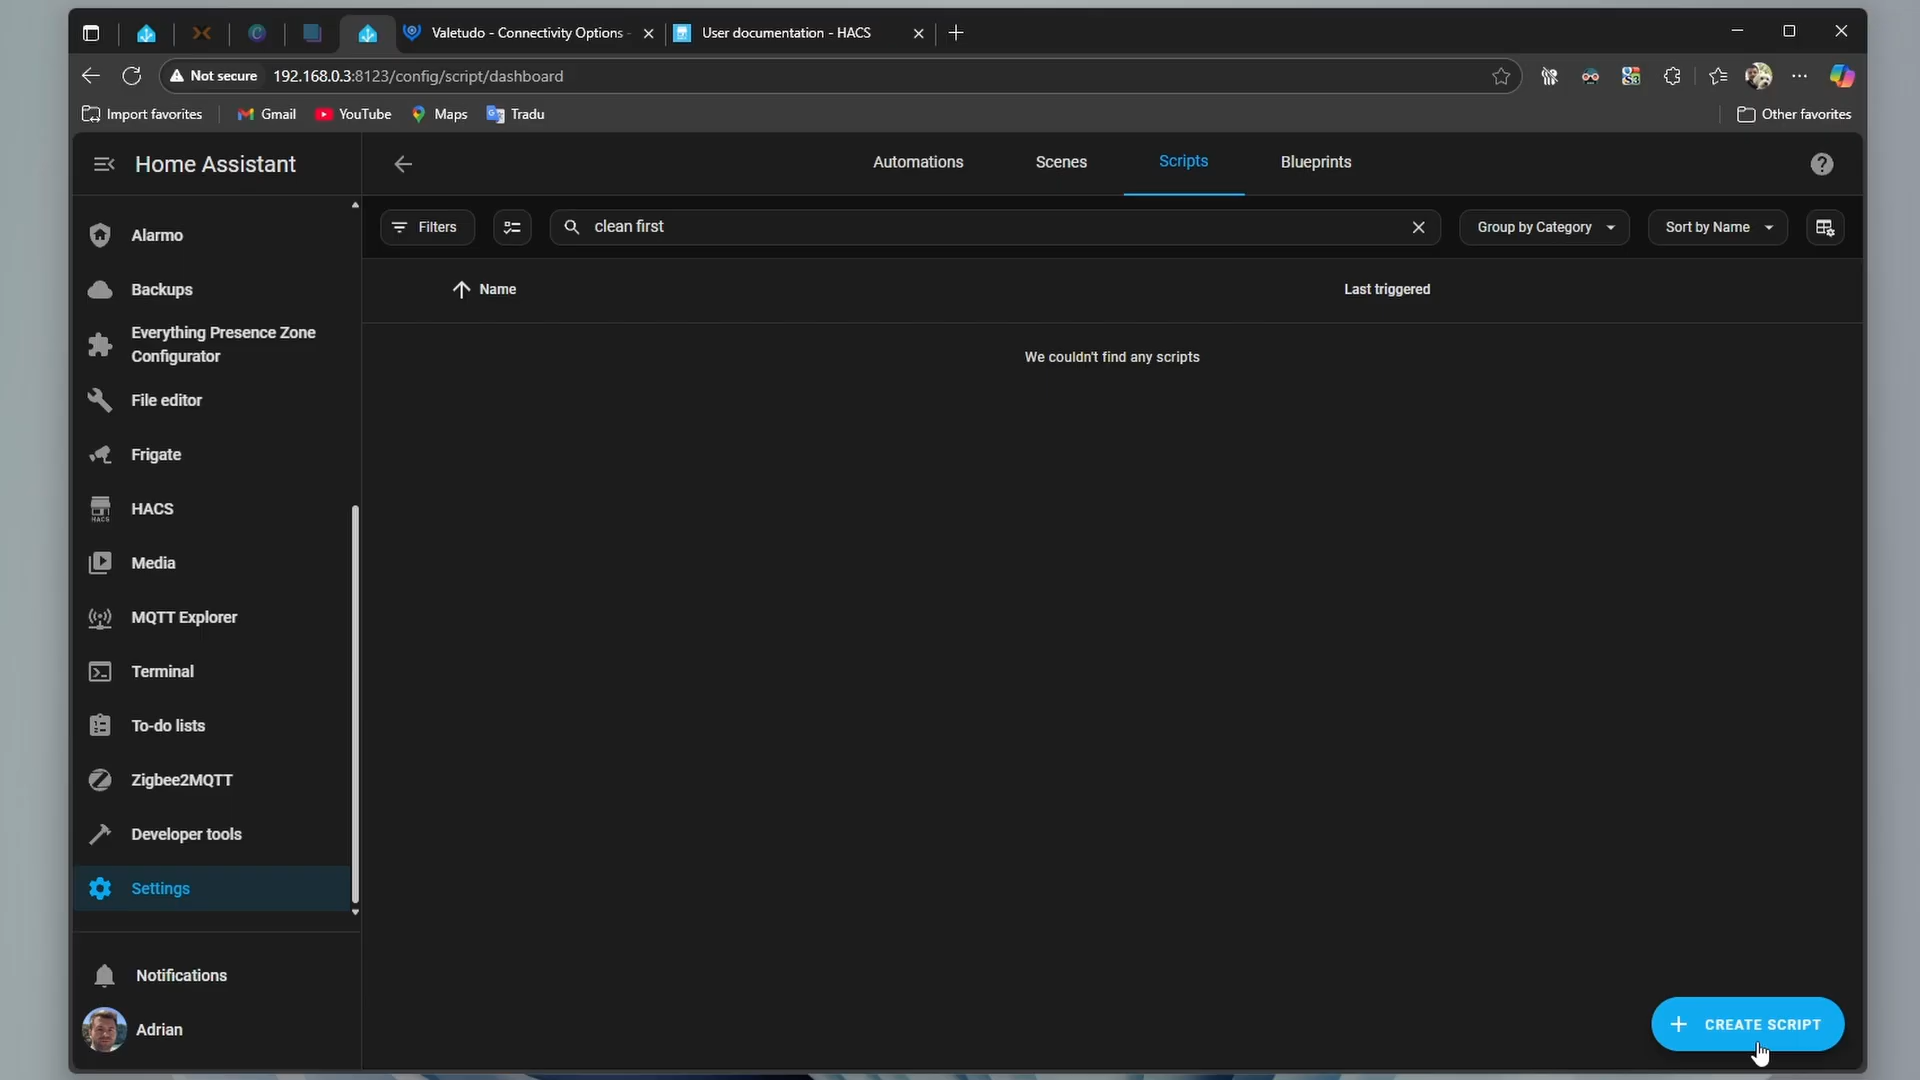 Valetudo - Connectivity Options
User documentation - HACS
Not secure
192.168.0.3:8123/config/script/dashboard
Import favorites
Gmail
YouTube
Maps
Tradu
Other favorites
Home Assistant
Automations
Scenes
Scripts
Blueprints
Filters
clean first
Group by Category
Sort by Name
Name
Last triggered
We couldn't find any scripts
Alarmo
Backups
Everything Presence Zone
Configurator
File editor
Frigate
HACS
HACS
Media
MQTT Explorer
Terminal
To-do lists
Zigbee2MQTT
Developer tools
Settings
Notifications
Adrian
CREATE SCRIPT